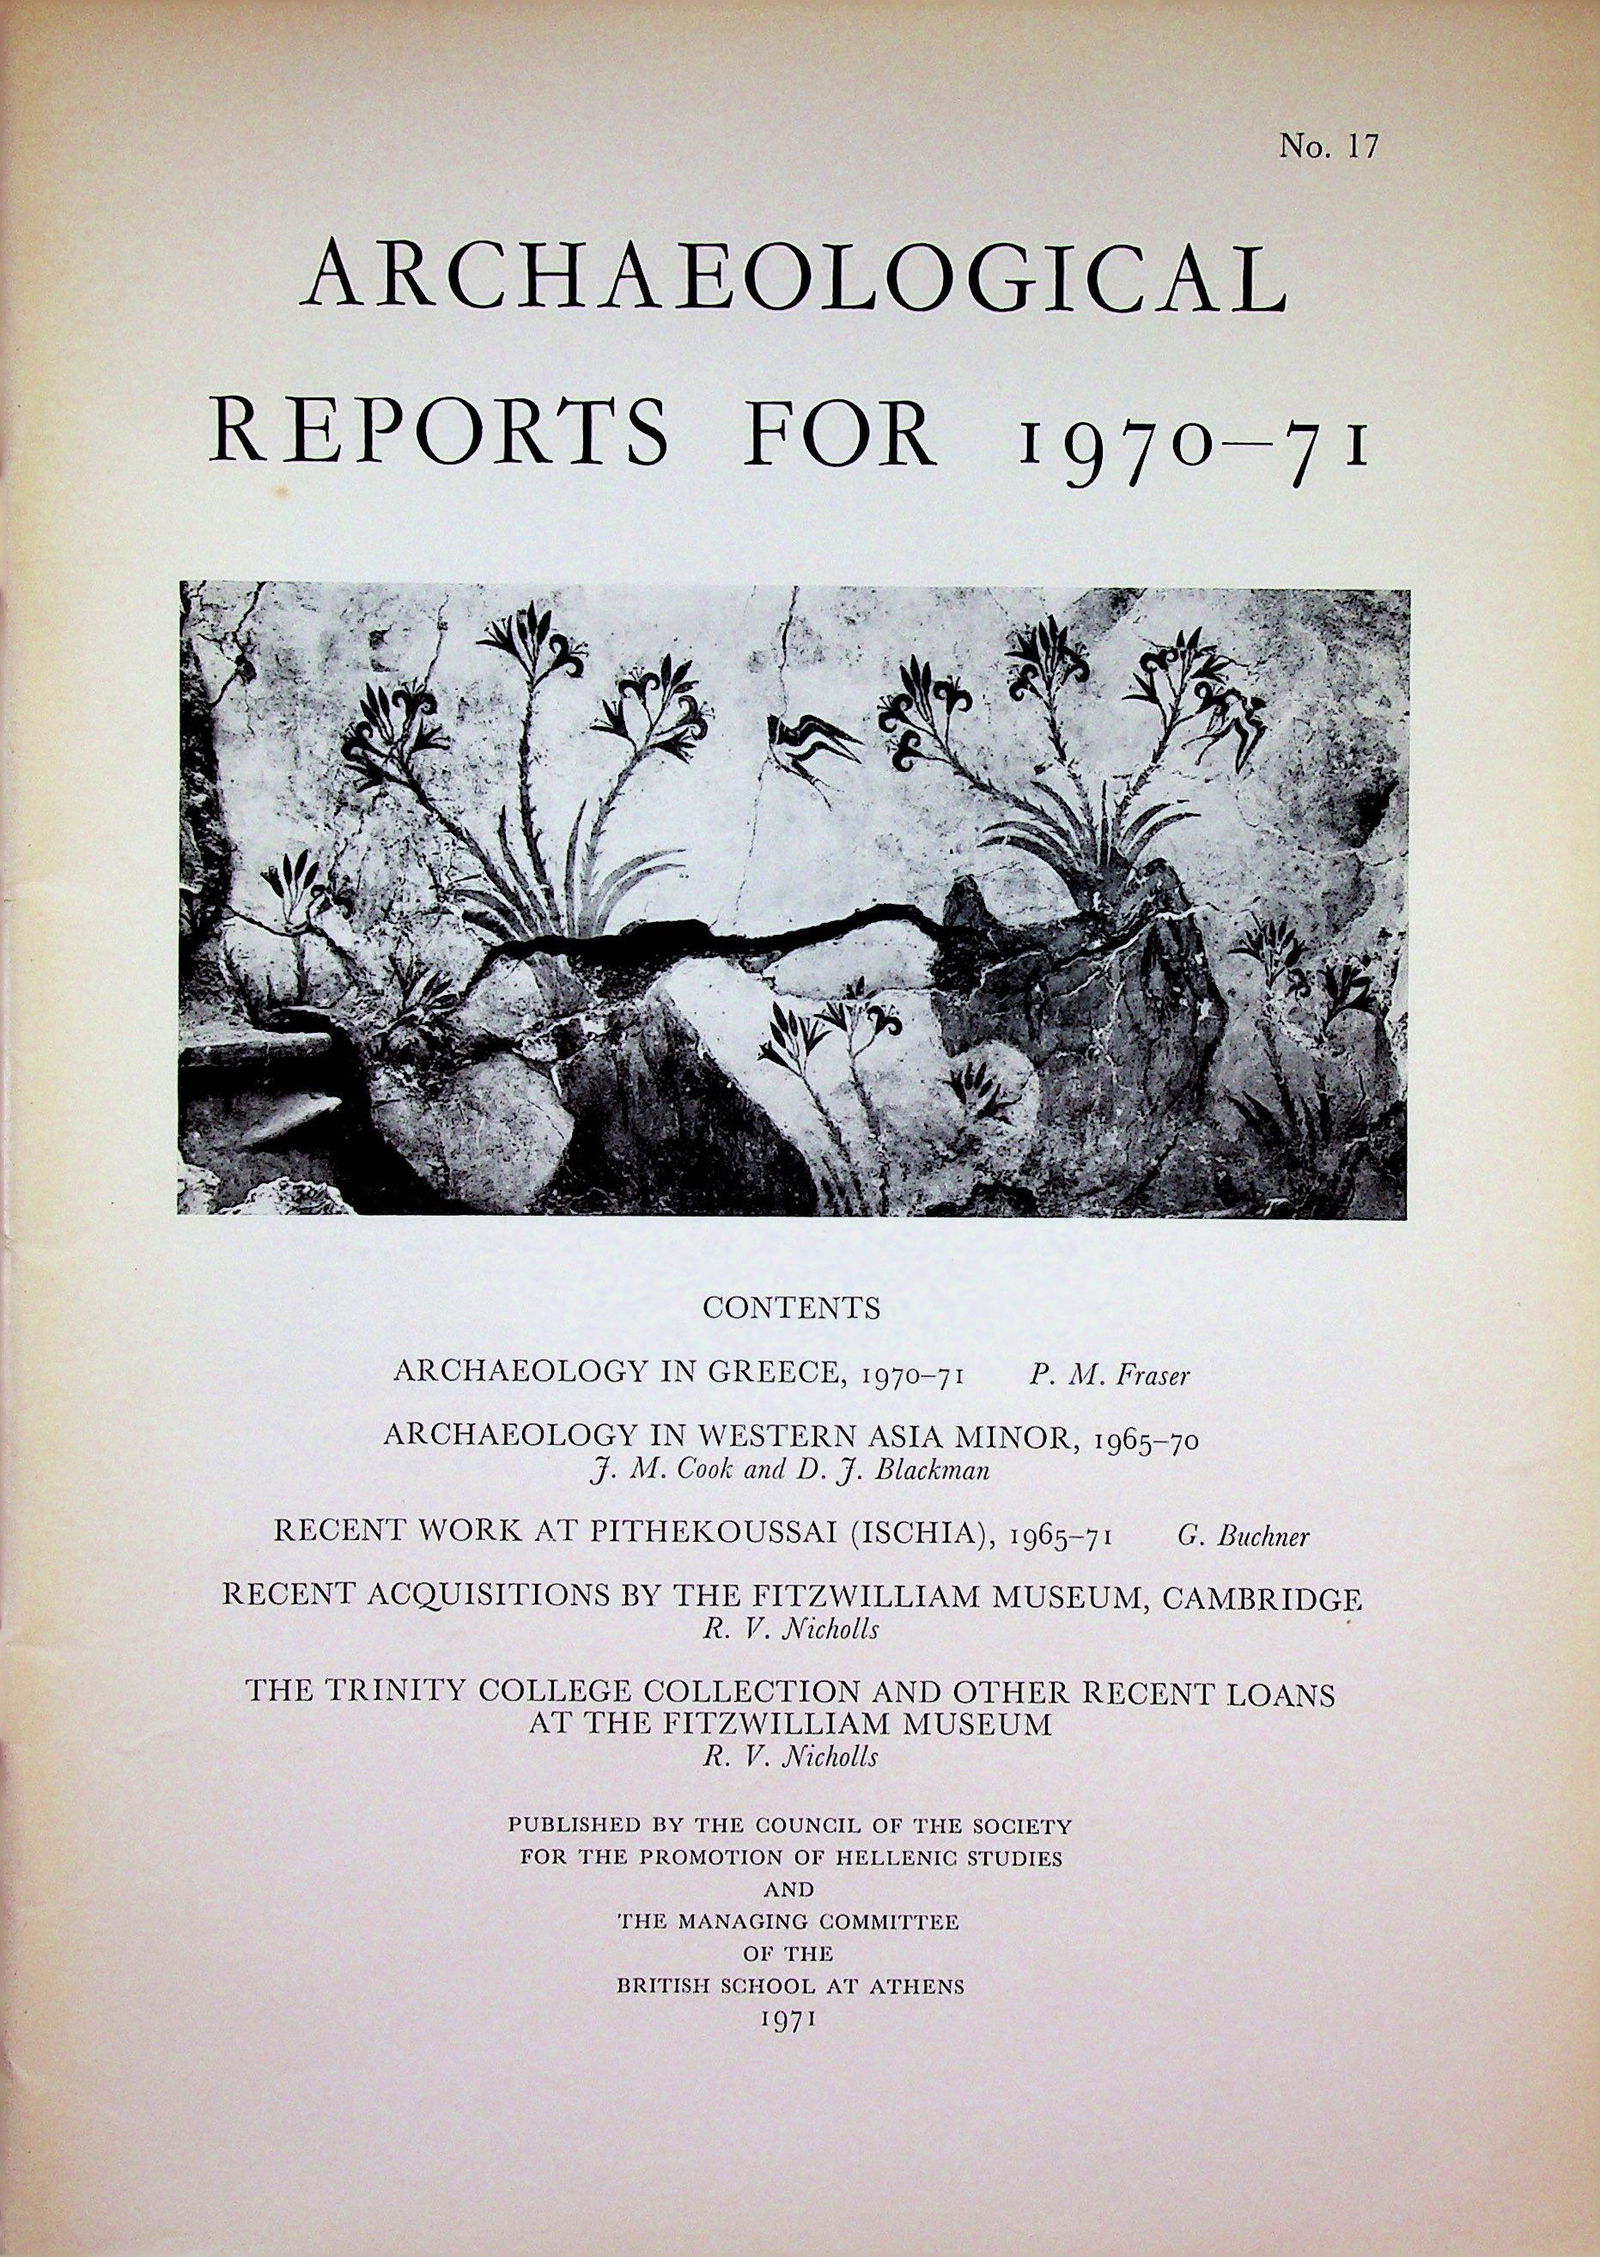 No. 17
ARCHAEOLOGICAL
REPORTS FOR 1970–71
CONTENTS
ARCHAEOLOGY IN GREECE, 1970–71 P. M. Fraser
ARCHAEOLOGY IN WESTERN ASIA MINOR, 1965–70
J. M. Cook and D. J. Blackman
RECENT WORK AT PITHEKOUSSAI (ISCHIA), 1965–71 G. Buchner
RECENT ACQUISITIONS BY THE FITZWILLIAM MUSEUM, CAMBRIDGE
R. V. Nicholls
THE TRINITY COLLEGE COLLECTION AND OTHER RECENT LOANS
AT THE FITZWILLIAM MUSEUM
R. V. Nicholls
PUBLISHED BY THE COUNCIL OF THE SOCIETY
FOR THE PROMOTION OF HELLENIC STUDIES
AND
THE MANAGING COMMITTEE
OF THE
BRITISH SCHOOL AT ATHENS
1971